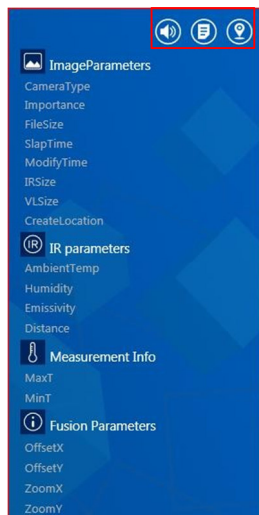 ImageParameters
CameraType
Importance
FileSize
SlapTime
ModifyTime
IRSize
VLSize
CreateLocation
IR
IR parameters
AmbientTemp
Humidity
Emissivity
Distance
Measurement Info
MaxT
MinT
Fusion Parameters
OffsetX
OffsetY
ZoomX
ZoomY